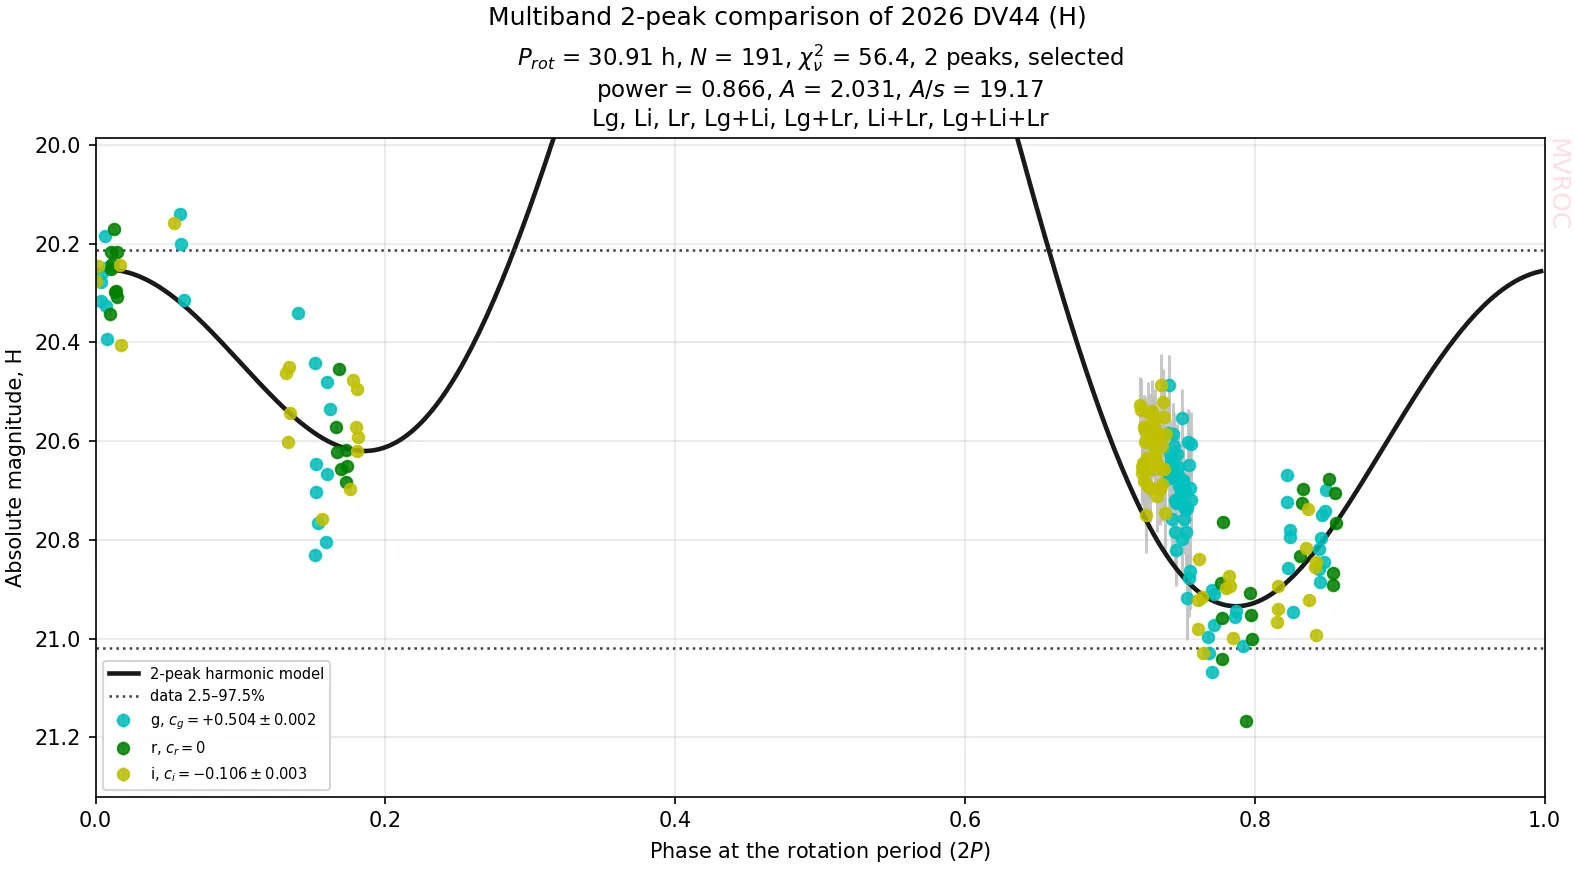 Multiband 2-peak comparison of 2026 DV44 (H)
P_rot = 30.91 h, N = 191, χ²_ν = 56.4, 2 peaks, selected
power = 0.866, A = 2.031, A/s = 19.17
Lg, Li, Lr, Lg+Li, Lg+Lr, Li+Lr, Lg+Li+Lr
MVROC
Absolute magnitude, H
20.0
20.2
20.4
20.6
20.8
21.0
21.2
2-peak harmonic model
data 2.5–97.5%
g, c_g = +0.504 ± 0.002
r, c_r = 0
i, c_i = −0.106 ± 0.003
0.0 0.2 0.4 0.6 0.8 1.0
Phase at the rotation period (2P)